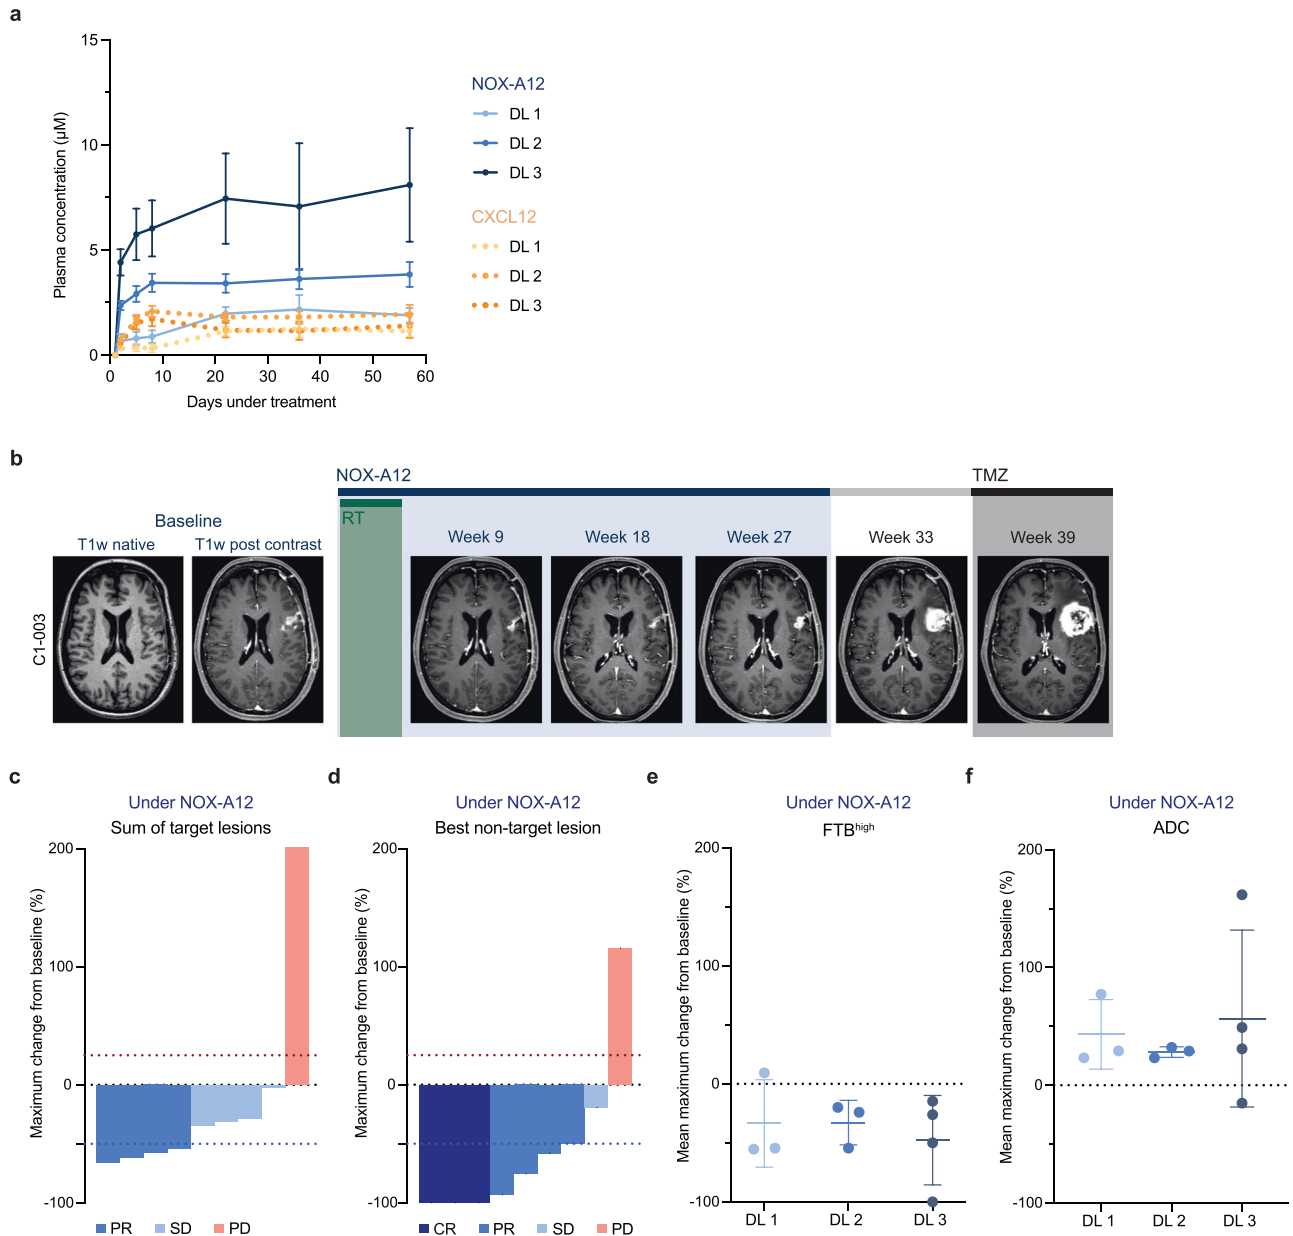 a
15
10
5
0
Plasma concentration (µM)
0 10 20 30 40 50 60
Days under treatment
NOX-A12
DL 1
DL 2
DL 3
CXCL12
DL 1
DL 2
DL 3
b
NOX-A12 TMZ
RT
Baseline
T1w native T1w post contrast Week 9 Week 18 Week 27 Week 33 Week 39
C1-003
c
Under NOX-A12
Sum of target lesions
200
100
0
-100
Maximum change from baseline (%)
PR SD PD
d
Under NOX-A12
Best non-target lesion
200
100
0
-100
Maximum change from baseline (%)
CR PR SD PD
e
Under NOX-A12
FTBhigh
200
100
0
-100
Mean maximum change from baseline (%)
DL 1 DL 2 DL 3
f
Under NOX-A12
ADC
200
100
0
-100
Mean maximum change from baseline (%)
DL 1 DL 2 DL 3